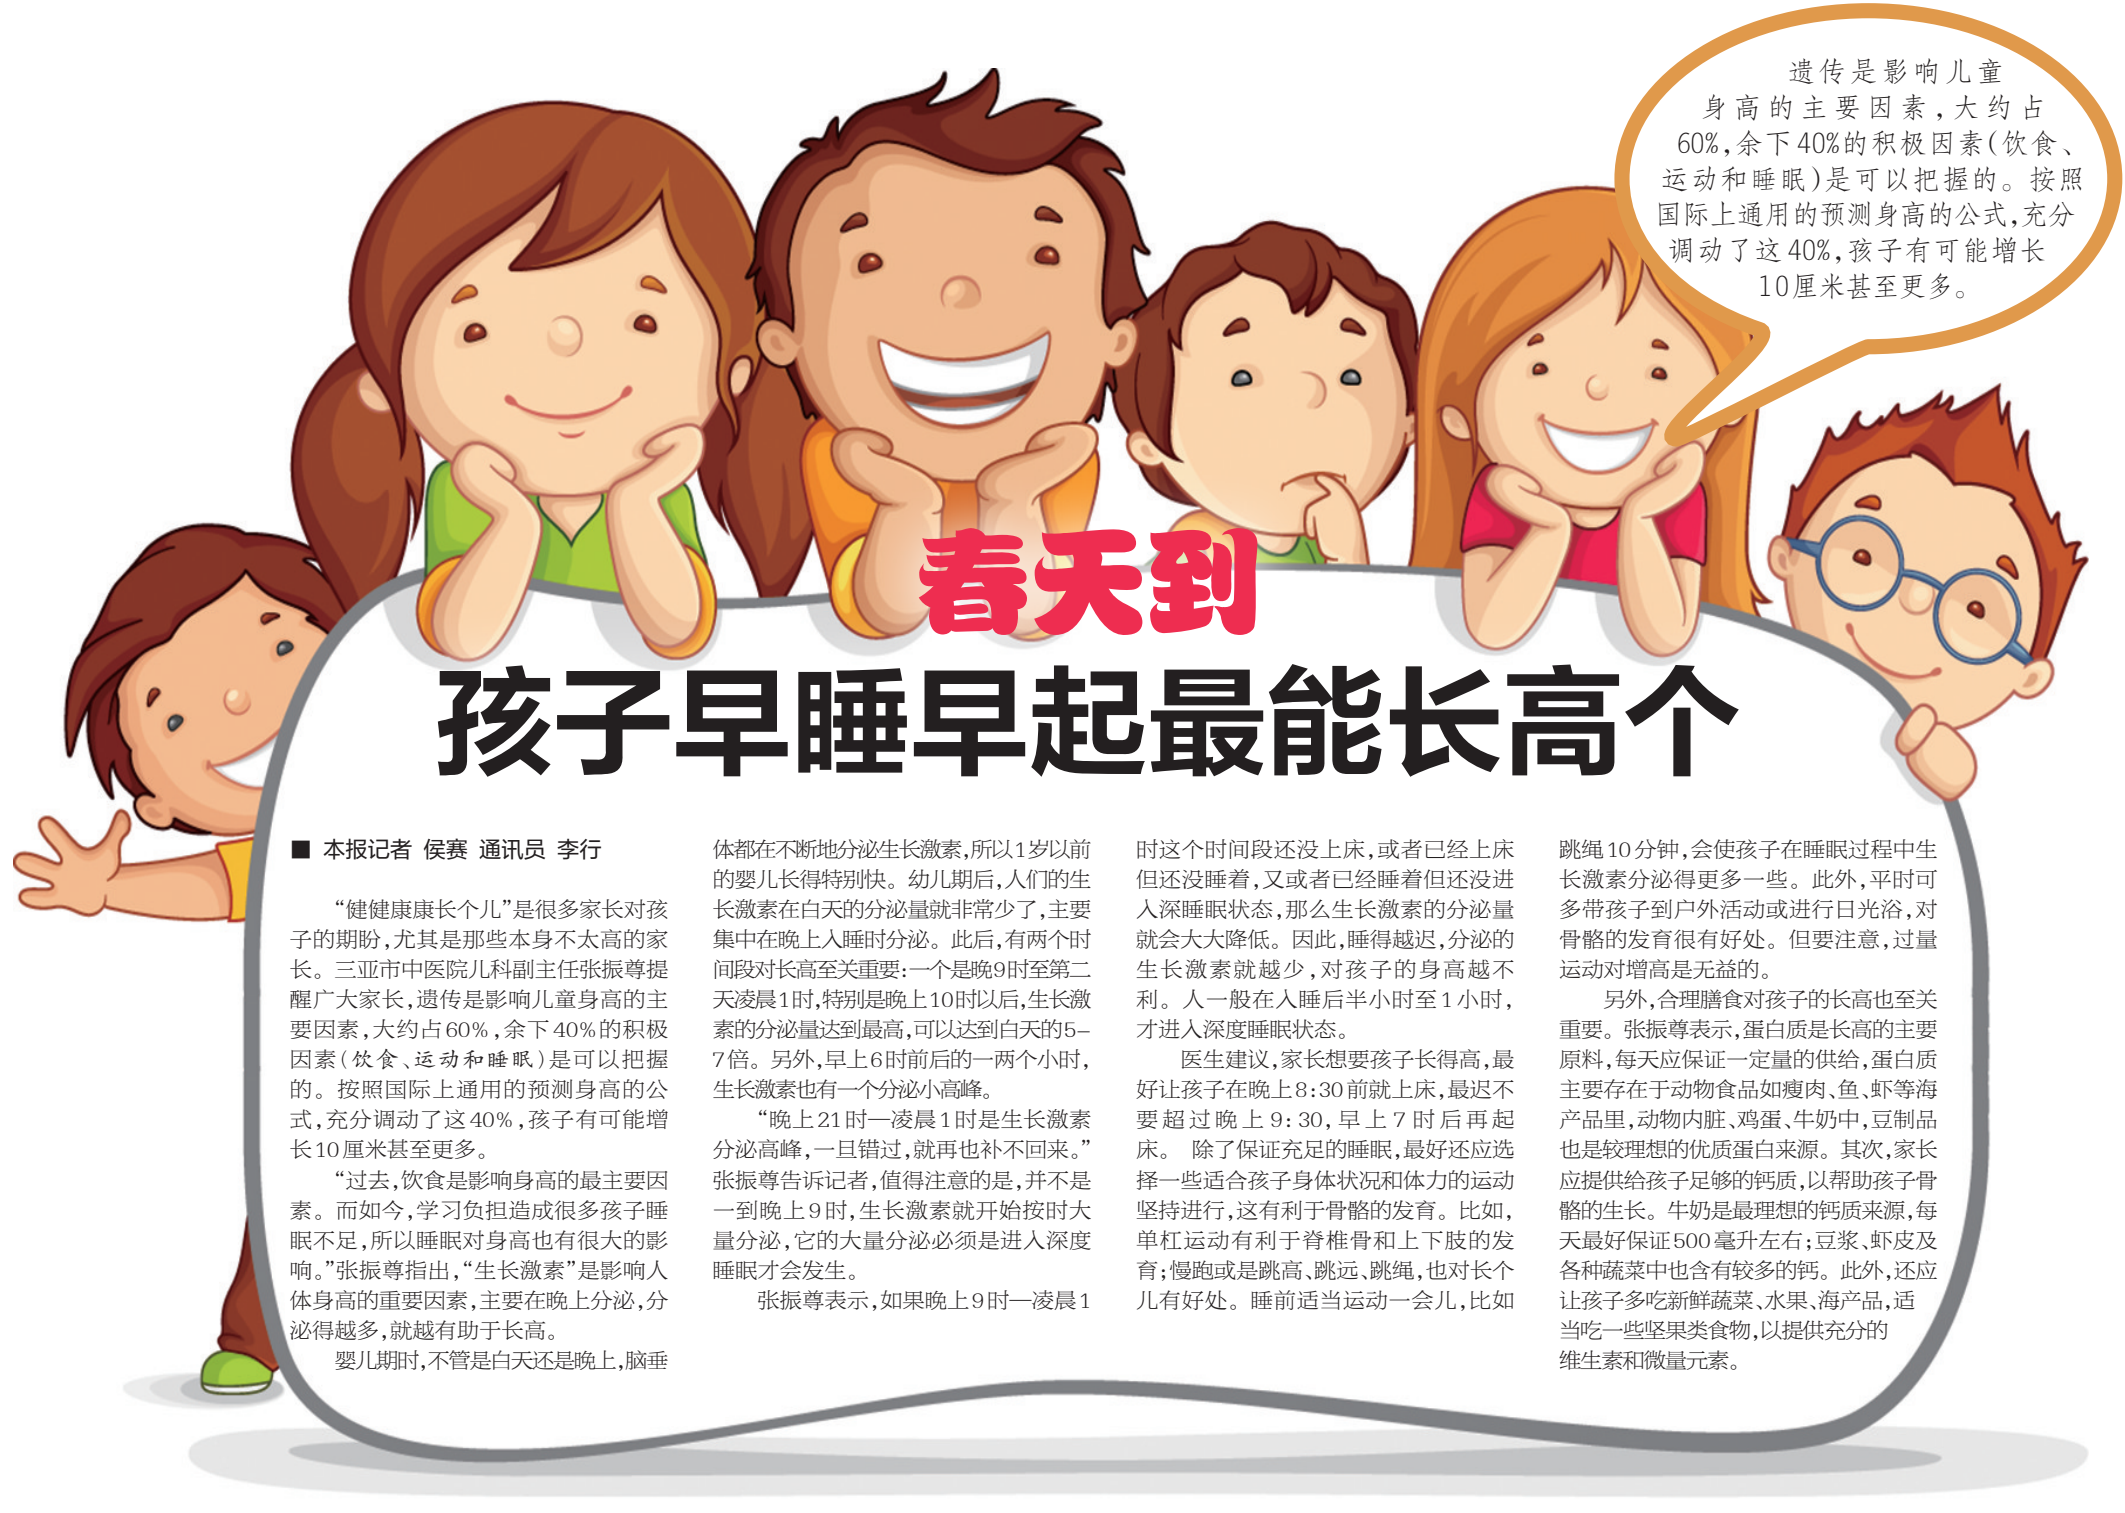 遗传是影响儿童
身高的主要因素,大约占
60%,余下40%的积极因素(饮食、
运动和睡眠)是可以把握的。按照
国际上通用的预测身高的公式,充分
调动了这40%,孩子有可能增长
10厘米甚至更多。
春天到
孩子早睡早起最能长高个
■ 本报记者 侯赛 通讯员 李行
“健健康康长个儿”是很多家长对孩
子的期盼,尤其是那些本身不太高的家
长。三亚市中医院儿科副主任张振尊提
醒广大家长,遗传是影响儿童身高的主
要因素,大约占60%,余下40%的积极
因素(饮食、运动和睡眠)是可以把握
的。按照国际上通用的预测身高的公
式,充分调动了这40%,孩子有可能增
长10厘米甚至更多。
“过去,饮食是影响身高的最主要因
素。而如今,学习负担造成很多孩子睡
眠不足,所以睡眠对身高也有很大的影
响。”张振尊指出,“生长激素”是影响人
体身高的重要因素,主要在晚上分泌,分
泌得越多,就越有助于长高。
婴儿期时,不管是白天还是晚上,脑垂
体都在不断地分泌生长激素,所以1岁以前
的婴儿长得特别快。幼儿期后,人们的生
长激素在白天的分泌量就非常少了,主要
集中在晚上入睡时分泌。此后,有两个时
间段对长高至关重要:一个是晚9时至第二
天凌晨1时,特别是晚上10时以后,生长激
素的分泌量达到最高,可以达到白天的5-
7倍。另外,早上6时前后的一两个小时,
生长激素也有一个分泌小高峰。
“晚上21时—凌晨1时是生长激素
分泌高峰,一旦错过,就再也补不回来。”
张振尊告诉记者,值得注意的是,并不是
一到晚上9时,生长激素就开始按时大
量分泌,它的大量分泌必须是进入深度
睡眠才会发生。
张振尊表示,如果晚上9时—凌晨1
时这个时间段还没上床,或者已经上床
但还没睡着,又或者已经睡着但还没进
入深睡眠状态,那么生长激素的分泌量
就会大大降低。因此,睡得越迟,分泌的
生长激素就越少,对孩子的身高越不
利。人一般在入睡后半小时至1小时,
才进入深度睡眠状态。
医生建议,家长想要孩子长得高,最
好让孩子在晚上8:30前就上床,最迟不
要超过晚上9:30,早上7时后再起
床。 除了保证充足的睡眠,最好还应选
择一些适合孩子身体状况和体力的运动
坚持进行,这有利于骨骼的发育。比如,
单杠运动有利于脊椎骨和上下肢的发
育;慢跑或是跳高、跳远、跳绳,也对长个
儿有好处。睡前适当运动一会儿,比如
跳绳10分钟,会使孩子在睡眠过程中生
长激素分泌得更多一些。此外,平时可
多带孩子到户外活动或进行日光浴,对
骨骼的发育很有好处。但要注意,过量
运动对增高是无益的。
另外,合理膳食对孩子的长高也至关
重要。张振尊表示,蛋白质是长高的主要
原料,每天应保证一定量的供给,蛋白质
主要存在于动物食品如瘦肉、鱼、虾等海
产品里,动物内脏、鸡蛋、牛奶中,豆制品
也是较理想的优质蛋白来源。其次,家长
应提供给孩子足够的钙质,以帮助孩子骨
骼的生长。牛奶是最理想的钙质来源,每
天最好保证500毫升左右;豆浆、虾皮及
各种蔬菜中也含有较多的钙。此外,还应
让孩子多吃新鲜蔬菜、水果、海产品,适
当吃一些坚果类食物,以提供充分的
维生素和微量元素。